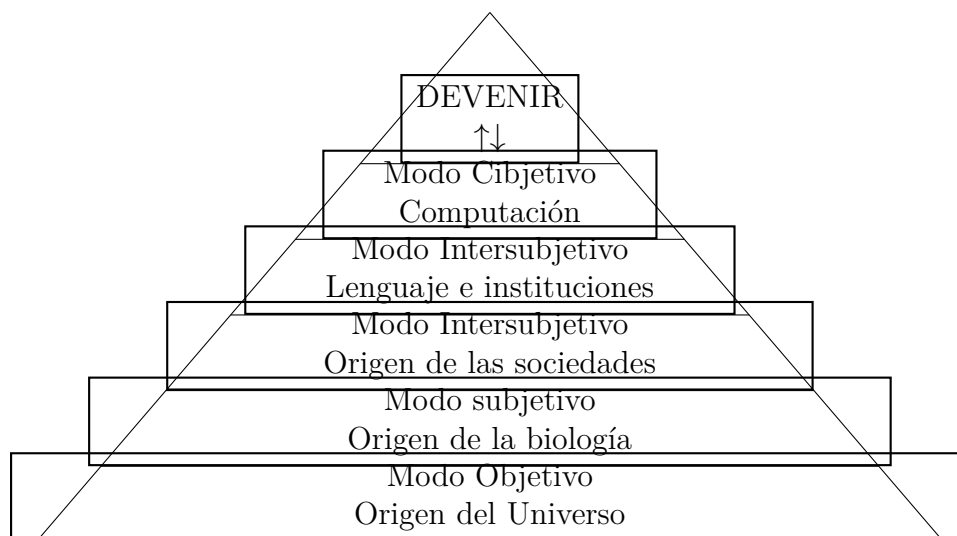 DEVENIR
↑↓
Modo Cibjetivo
Computación
Modo Intersubjetivo
Lenguaje e instituciones
Modo Intersubjetivo
Origen de las sociedades
Modo subjetivo
Origen de la biología
Modo Objetivo
Origen del Universo